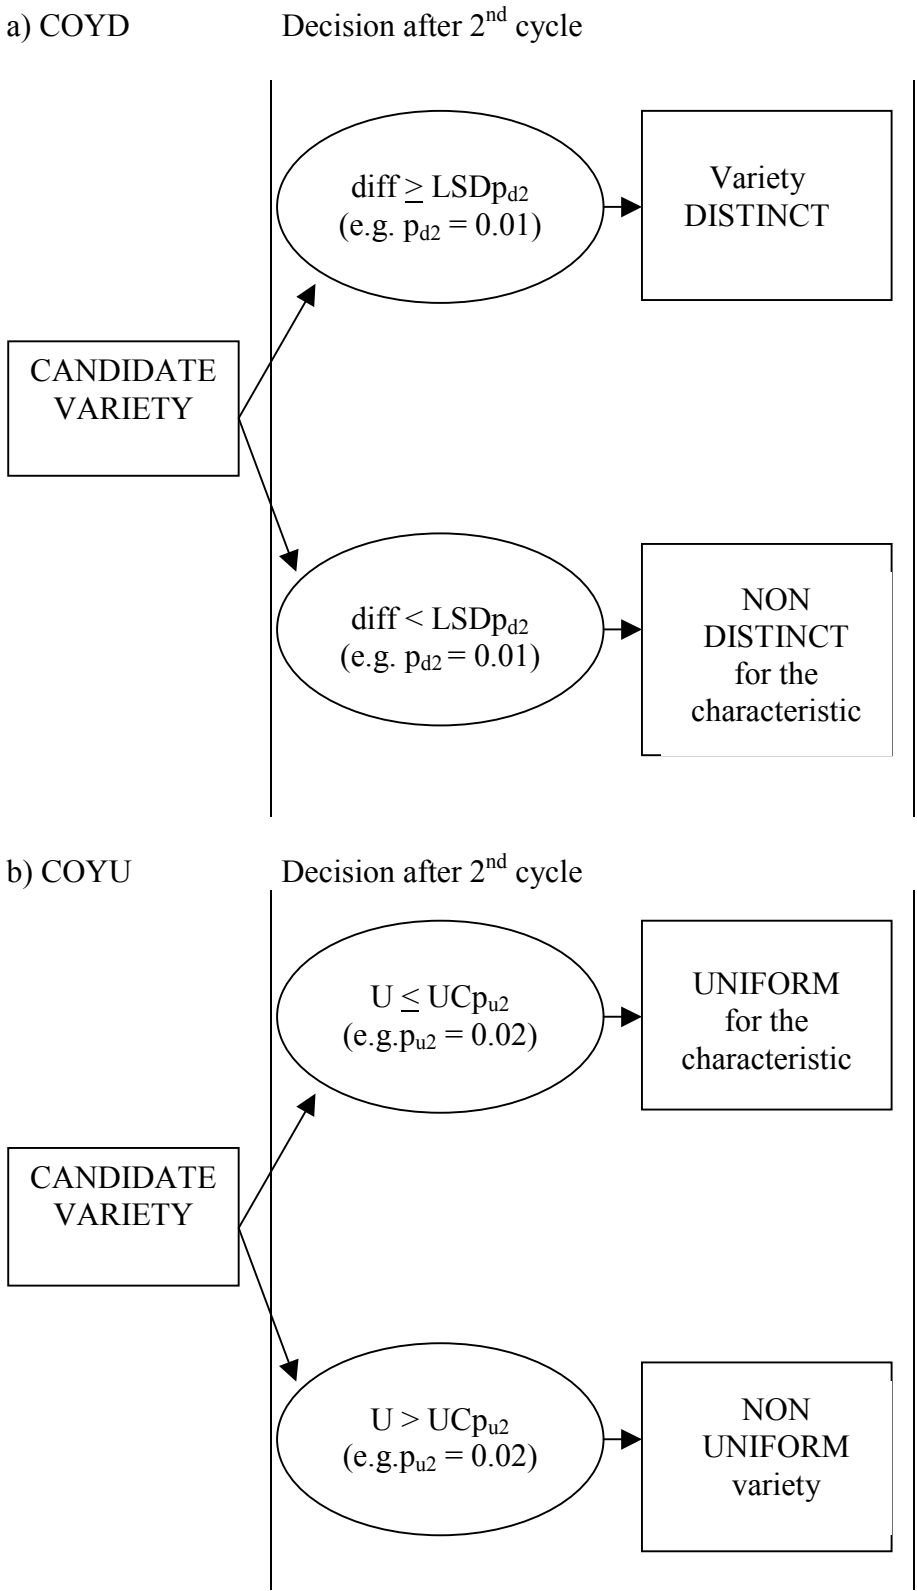 a) COYD
Decision after 2nd cycle
diff ≥ LSDpd2
(e.g. pd2 = 0.01)
Variety
DISTINCT
CANDIDATE
VARIETY
diff < LSDpd2
(e.g. pd2 = 0.01)
NON
DISTINCT
for the
characteristic
b) COYU
Decision after 2nd cycle
U ≤ UCpu2
(e.g.pu2 = 0.02)
UNIFORM
for the
characteristic
CANDIDATE
VARIETY
U > UCpu2
(e.g.pu2 = 0.02)
NON
UNIFORM
variety